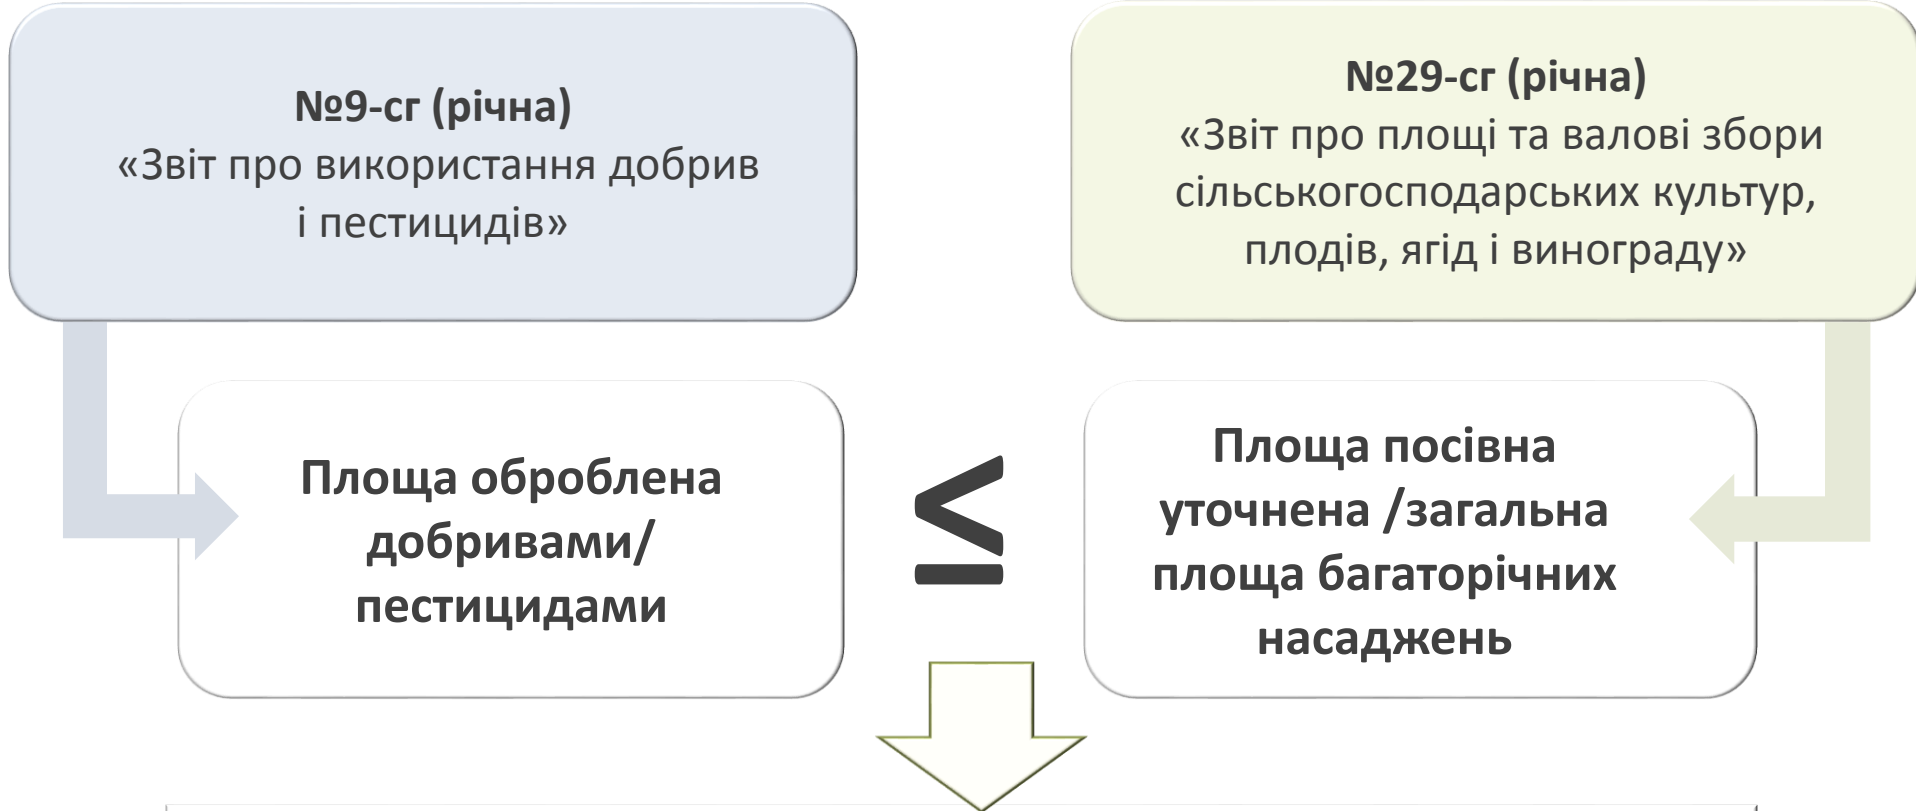 №9-сг (річна)
«Звіт про використання добрив
і пестицидів»
№29-сг (річна)
«Звіт про площі та валові збори
сільськогосподарських культур,
плодів, ягід і винограду»
Площа оброблена
добривами/
пестицидами
≤
Площа посівна
уточнена /загальна
площа багаторічних
насаджень